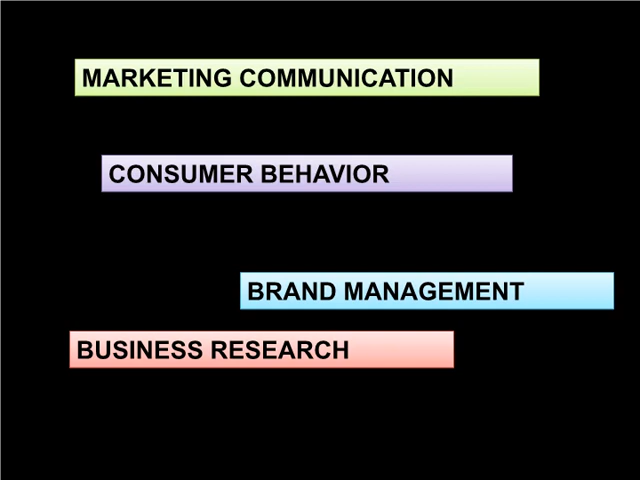 MARKETING COMMUNICATION
CONSUMER BEHAVIOR
BRAND MANAGEMENT
BUSINESS RESEARCH